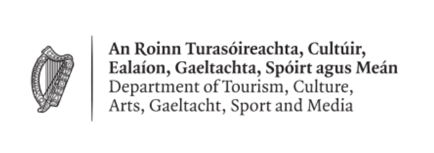 An Roinn Turasóireachta, Cultúir,
Ealaíon, Gaeltachta, Spóirt agus Meán
Department of Tourism, Culture,
Arts, Gaeltacht, Sport and Media